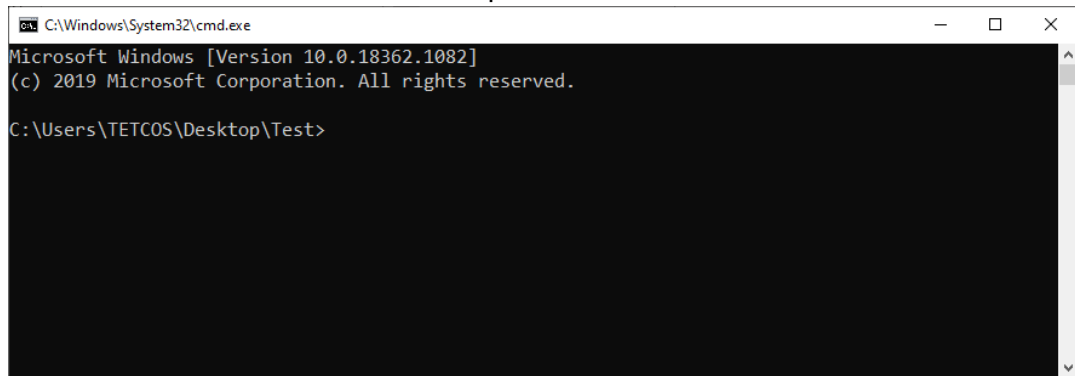 C:\Windows\System32\cmd.exe
Microsoft Windows [Version 10.0.18362.1082]
(c) 2019 Microsoft Corporation. All rights reserved.
C:\Users\TETCOS\Desktop\Test>